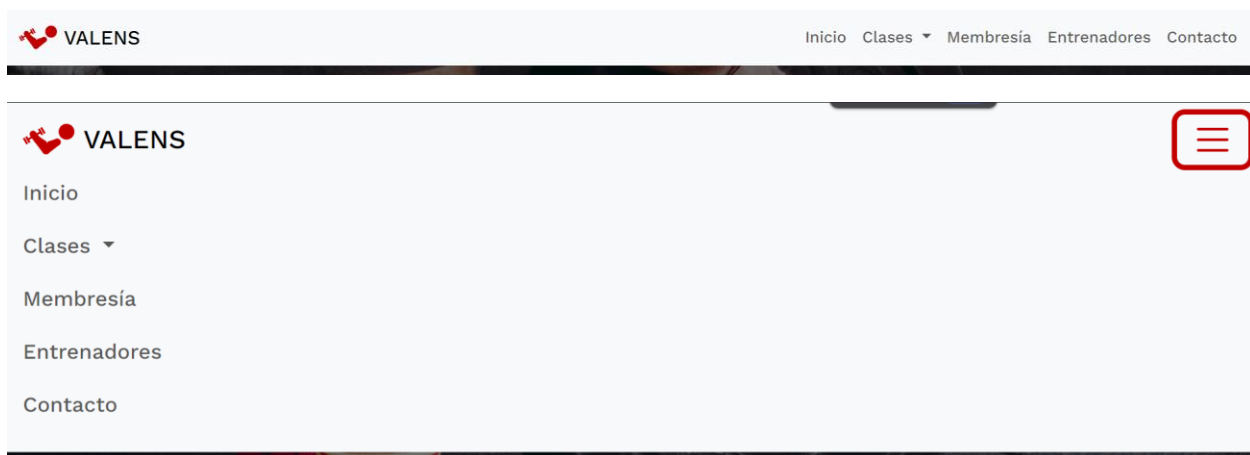 VALENS Inicio Clases Membresía Entrenadores Contacto
VALENS
Inicio
Clases
Membresía
Entrenadores
Contacto